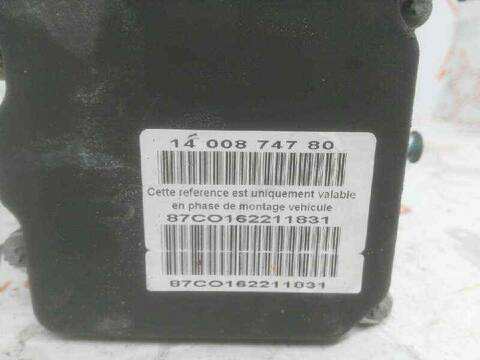 14 008 747 80
Cette reference est uniquement valable
en phase de montage vehicule
87CO162211831
87CO162211831